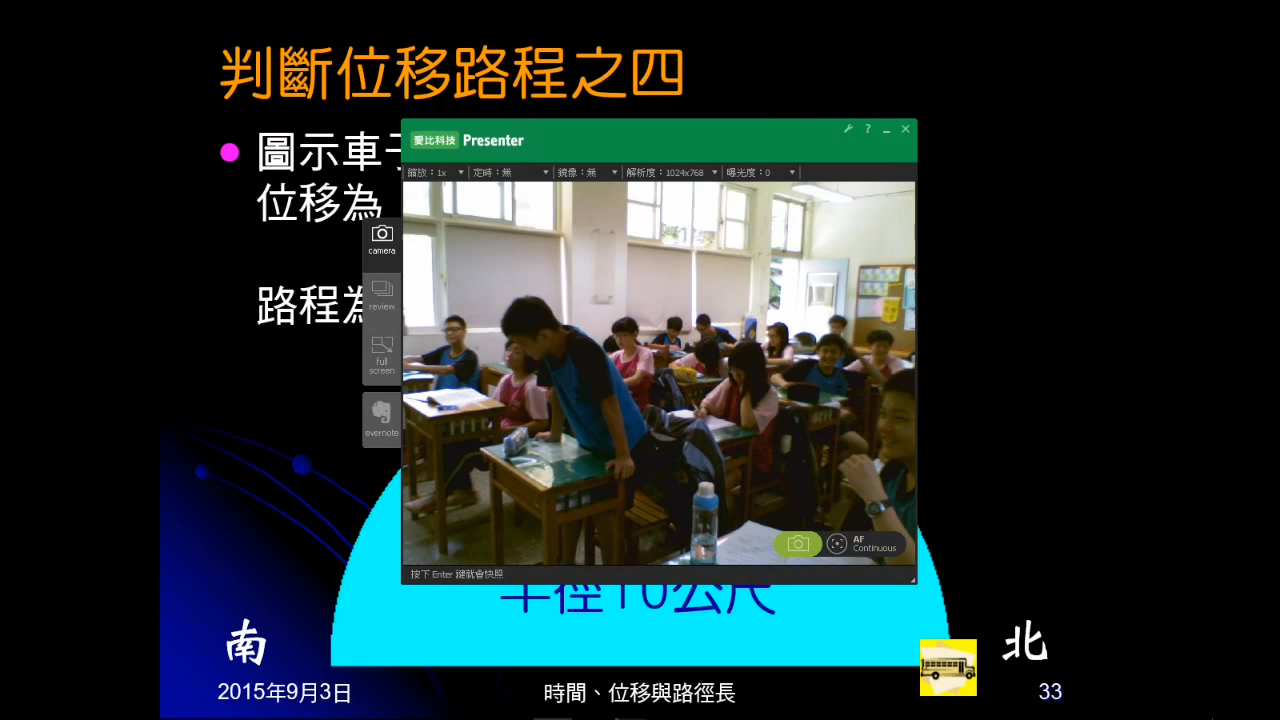 判斷位移路程之四
圖示車
位移為
路程為
愛比科技 Presenter
縮放：1x 定時：無 鏡像：無 解析度：1024x768 曝光度：0
camera
review
full
screen
evernote
AF
Continuous
按下 Enter 鍵就會快照
半徑10公尺
南
北
2015年9月3日
時間、位移與路徑長
33